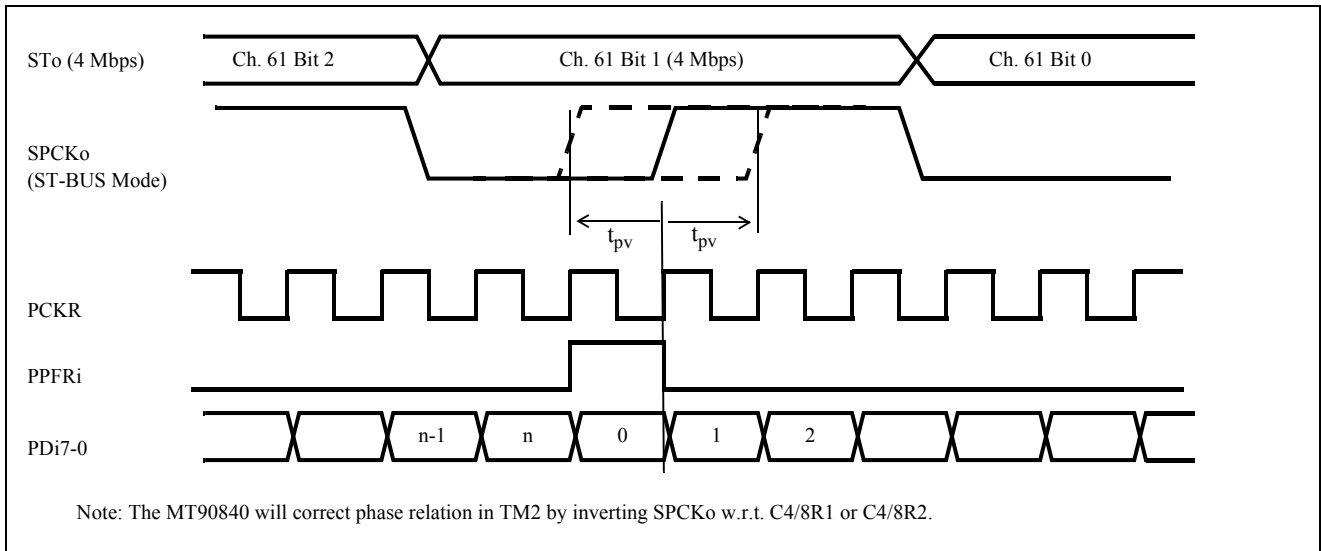 STo (4 Mbps)
Ch. 61 Bit 2
Ch. 61 Bit 1 (4 Mbps)
Ch. 61 Bit 0
SPCKo
(ST-BUS Mode)
tpv
tpv
PCKR
PPFRi
PDi7-0
n-1
n
0
1
2
Note: The MT90840 will correct phase relation in TM2 by inverting SPCKo w.r.t. C4/8R1 or C4/8R2.